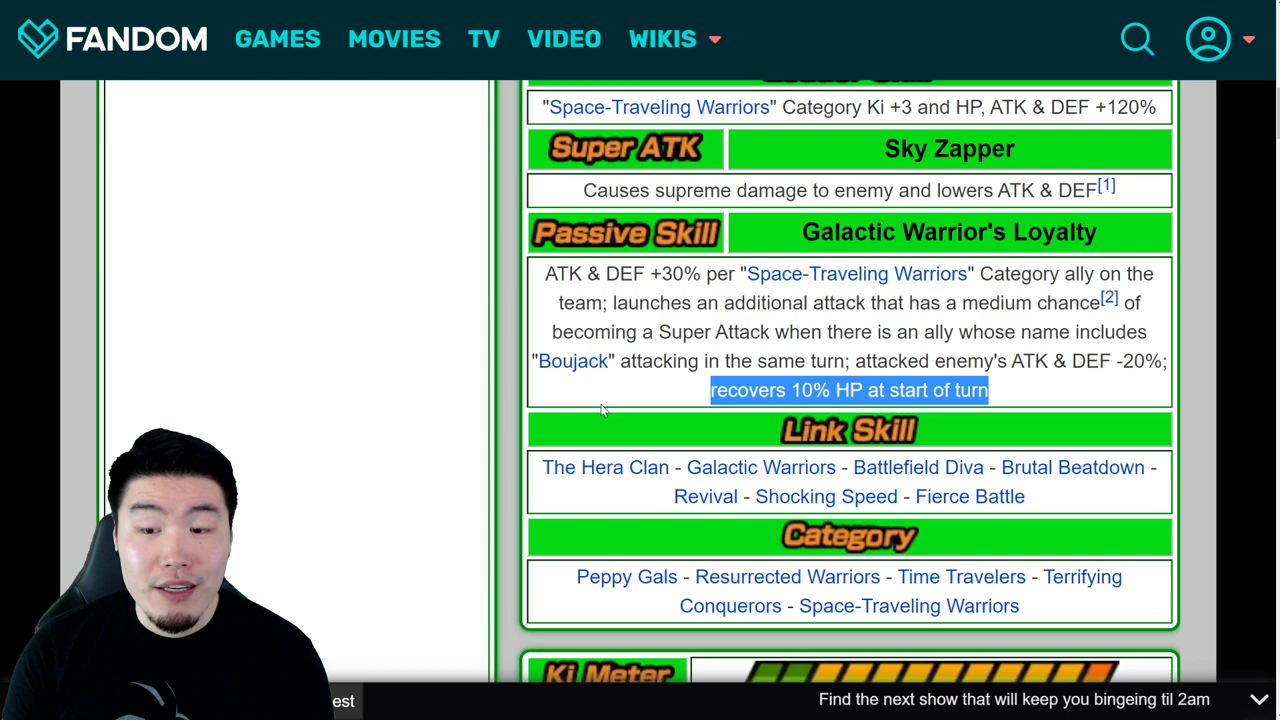 FANDOM GAMES MOVIES TV VIDEO WIKIS
Leader Skill
"Space-Traveling Warriors" Category Ki +3 and HP, ATK & DEF +120%
Super ATK Sky Zapper
Causes supreme damage to enemy and lowers ATK & DEF[1]
Passive Skill Galactic Warrior's Loyalty
ATK & DEF +30% per "Space-Traveling Warriors" Category ally on the
team; launches an additional attack that has a medium chance[2] of
becoming a Super Attack when there is an ally whose name includes
"Boujack" attacking in the same turn; attacked enemy's ATK & DEF -20%;
recovers 10% HP at start of turn
Link Skill
The Hera Clan - Galactic Warriors - Battlefield Diva - Brutal Beatdown -
Revival - Shocking Speed - Fierce Battle
Category
Peppy Gals - Resurrected Warriors - Time Travelers - Terrifying
Conquerors - Space-Traveling Warriors
Ki Meter
est
Find the next show that will keep you bingeing til 2am